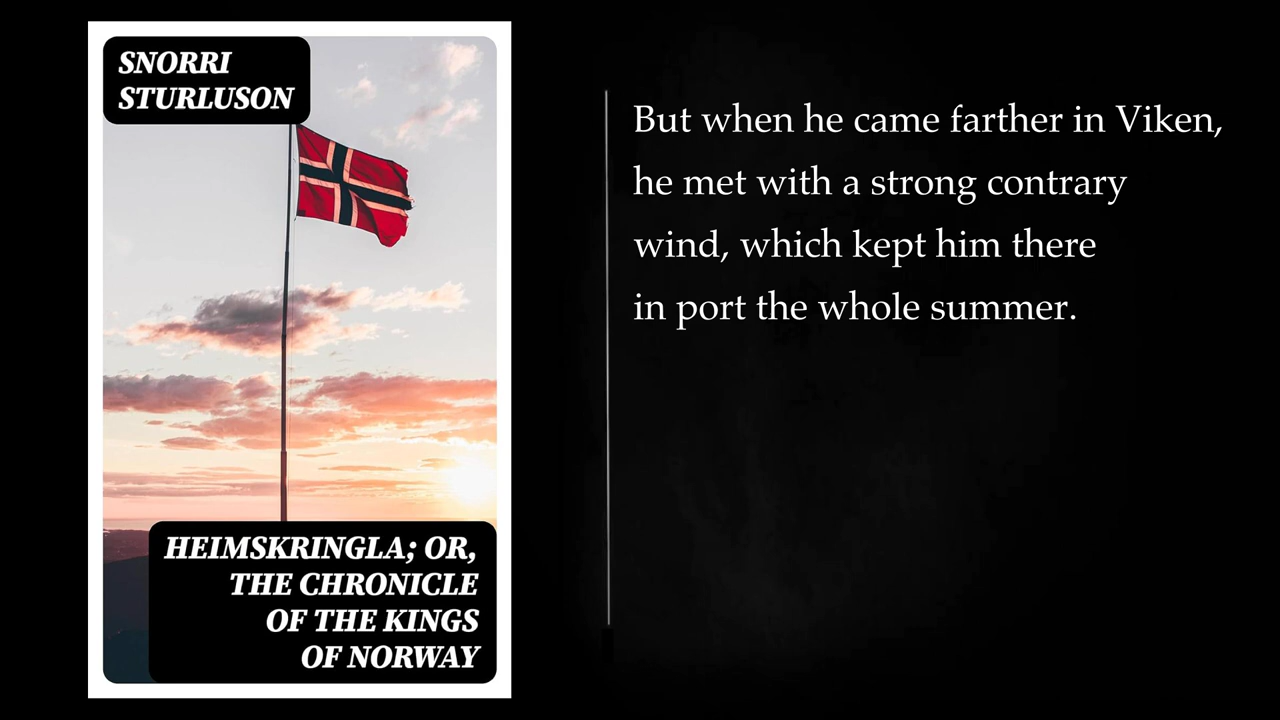 SNORRI
STURLUSON
HEIMSKRINGLA; OR,
THE CHRONICLE
OF THE KINGS
OF NORWAY
But when he came farther in Viken,
he met with a strong contrary
wind, which kept him there
in port the whole summer.